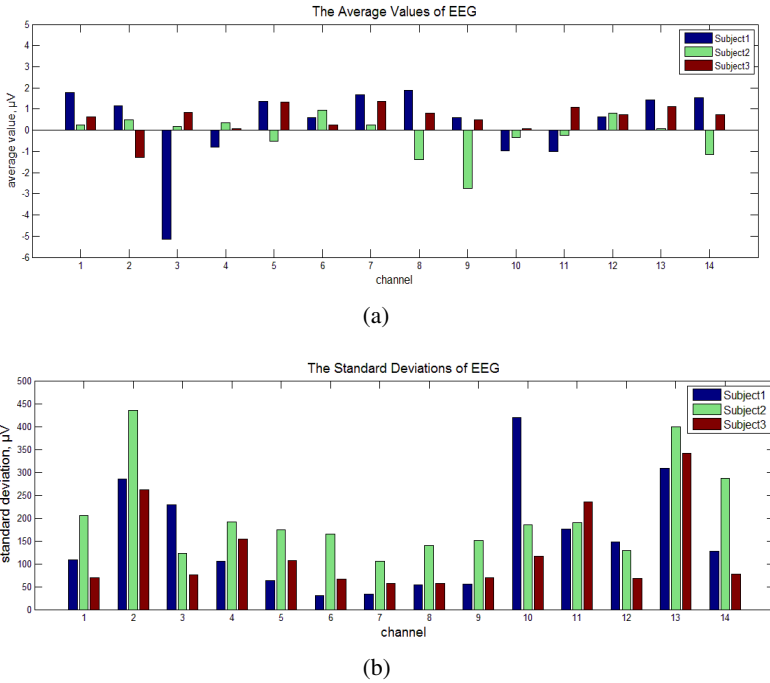 The Average Values of EEG
average value, µV
5
4
3
2
1
0
-1
-2
-3
-4
-5
-6
1 2 3 4 5 6 7 8 9 10 11 12 13 14
channel
Subject1
Subject2
Subject3
(a)
The Standard Deviations of EEG
standard deviation, µV
500
450
400
350
300
250
200
150
100
50
0
1 2 3 4 5 6 7 8 9 10 11 12 13 14
channel
Subject1
Subject2
Subject3
(b)